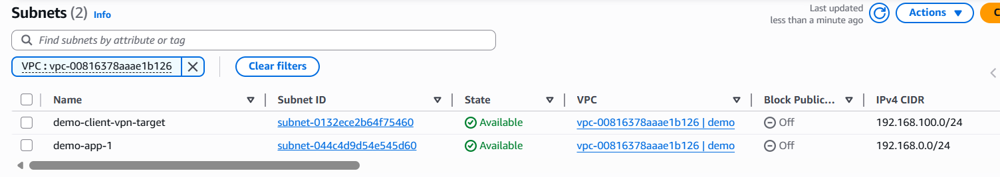 Subnets (2) Info
Last updated
less than a minute ago
Actions
Find subnets by attribute or tag
VPC : vpc-00816378aaae1b126
Clear filters
Name Subnet ID State VPC Block Public... IPv4 CIDR
demo-client-vpn-target subnet-0132ece2b64f75460 Available vpc-00816378aaae1b126 | demo Off 192.168.100.0/24
demo-app-1 subnet-044c4d9d54e545d60 Available vpc-00816378aaae1b126 | demo Off 192.168.0.0/24